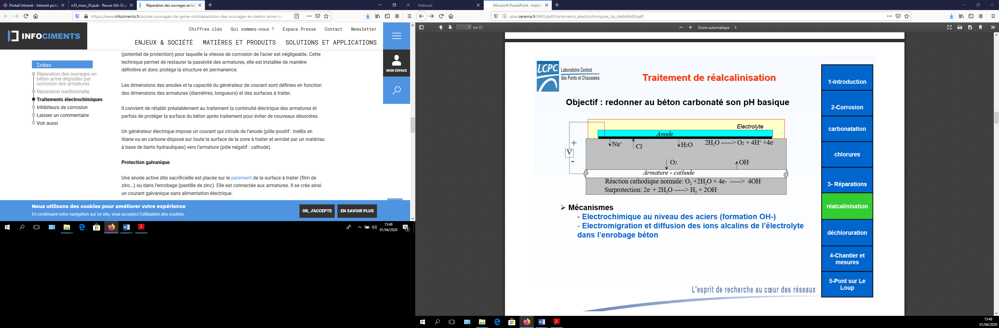 Portail Intranet - Intranet portai
n33_mars_20.pub - Revue-SIA-33.p
Réparation des ouvrages en bét
https://www.infociments.fr/autres-ouvrages-de-genie-civil/reparation-des-ouvrages-en-beton-arme-de
INFOCIMENTS
Chiffres clés
Qui sommes-nous ?
Espace Presse
Contact
Newsletter
ENJEUX & SOCIÉTÉ
MATIÈRES ET PRODUITS
SOLUTIONS ET APPLICATIONS
MON ESPACE
Index
Réparation des ouvrages en
béton armé dégrades par
corrosion des armatures
Réparation traditionnelle
Traitements électrochimiques
Inhibiteurs de corrosion
Laisser un commentaire
Voir aussi
(potentiel de protection) pour laquelle la vitesse de corrosion de l'acier est négligeable. Cette
technique permet de restaurer la passivité des armatures, elle est installée de manière
définitive et donc protège la structure en permanence.
Les dimensions des anodes et la capacité du générateur de courant sont définies en fonction
des dimensions des armatures (diamètres, longueurs) et des surfaces à traiter.
Il convient de rétablir préalablement au traitement la continuité électrique des armatures et
parfois de protéger la surface du béton après traitement pour éviter de nouveaux désordres.
Un générateur électrique impose un courant qui circule de l'anode (pôle positif : treillis en
titane ou en carbone disposé sur toute la surface de la zone à traiter et enrobé par un matériau
à base de liants hydrauliques) vers l'armature (pôle négatif : cathode).
Protection galvanique
Une anode active dite sacrificielle est placée sur le parement de la surface à traiter (film de
zinc…) ou dans l'enrobage (pastille de zinc). Elle est connectée aux armatures. Il se crée ainsi
un courant galvanique sans alimentation électrique.
Nous utilisons des cookies pour améliorer votre expérience
En continuant votre navigation sur ce site, vous acceptez l'utilisation des cookies.
OK, J'ACCEPTE
EN SAVOIR PLUS
15:48
01/04/2020
1
Webmail
Microsoft PowerPoint - traitem
piles.cerema.fr/IMG/pdf/traitements_electrochimiques_ba_cle64db69.pdf
7 sur 22
Zoom automatique
LCPC
Laboratoire Central
des Ponts et Chaussées
Traitement de réalcalinisation
Objectif : redonner au béton carbonaté son pH basique
Electrolyte
Anode
+
V
-
Na+
Cl-
H2O
2H2O -----> O2 + 4H+ +4e-
O2
OH-
Armature - cathode
Réaction cathodique normale: O2 +2H2O + 4e- -----> 4OH-
Surprotection: 2e- + 2H2O -----> H2 + 2OH-
➢ Mécanismes
- Electrochimique au niveau des aciers (formation OH-)
- Electromigration et diffusion des ions alcalins de l'électrolyte
dans l'enrobage béton
L'esprit de recherche au cœur des réseaux
1-Introduction
2-Corrosion
carbonatation
chlorures
3- Réparations
réalcalinisation
déchloruration
4-Chantier et
mesures
5-Pont sur Le
Loup
15:48
01/04/2020